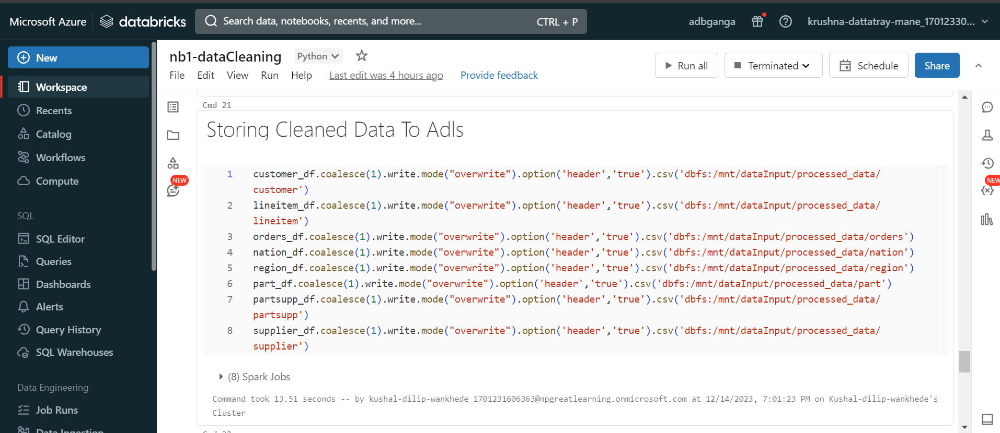 Microsoft Azure
databricks
Search data, notebooks, recents, and more...
CTRL + P
adbganga
krushna-dattatray-mane_17012330...
New
Workspace
Recents
Catalog
Workflows
Compute
SQL
SQL Editor
Queries
Dashboards
Alerts
Query History
SQL Warehouses
Data Engineering
Job Runs
Data Ingestion
nb1-dataCleaning
Python
File Edit View Run Help Last edit was 4 hours ago Provide feedback
Run all
Terminated
Schedule
Share
NEW
NEW
Cmd 21
Storing Cleaned Data To Adls
1 customer_df.coalesce(1).write.mode("overwrite").option('header','true').csv('dbfs:/mnt/dataInput/processed_data/
customer')
2 lineitem_df.coalesce(1).write.mode("overwrite").option('header','true').csv('dbfs:/mnt/dataInput/processed_data/
lineitem')
3 orders_df.coalesce(1).write.mode("overwrite").option('header','true').csv('dbfs:/mnt/dataInput/processed_data/orders')
4 nation_df.coalesce(1).write.mode("overwrite").option('header','true').csv('dbfs:/mnt/dataInput/processed_data/nation')
5 region_df.coalesce(1).write.mode("overwrite").option('header','true').csv('dbfs:/mnt/dataInput/processed_data/region')
6 part_df.coalesce(1).write.mode("overwrite").option('header','true').csv('dbfs:/mnt/dataInput/processed_data/part')
7 partsupp_df.coalesce(1).write.mode("overwrite").option('header','true').csv('dbfs:/mnt/dataInput/processed_data/
partsupp')
8 supplier_df.coalesce(1).write.mode("overwrite").option('header','true').csv('dbfs:/mnt/dataInput/processed_data/
supplier')
(8) Spark Jobs
Command took 13.51 seconds -- by kushal-dilip-wankhede_1701231606363@npgreatlearning.onmicrosoft.com at 12/14/2023, 7:01:23 PM on Kushal-dilip-wankhede's
Cluster
Cmd 22